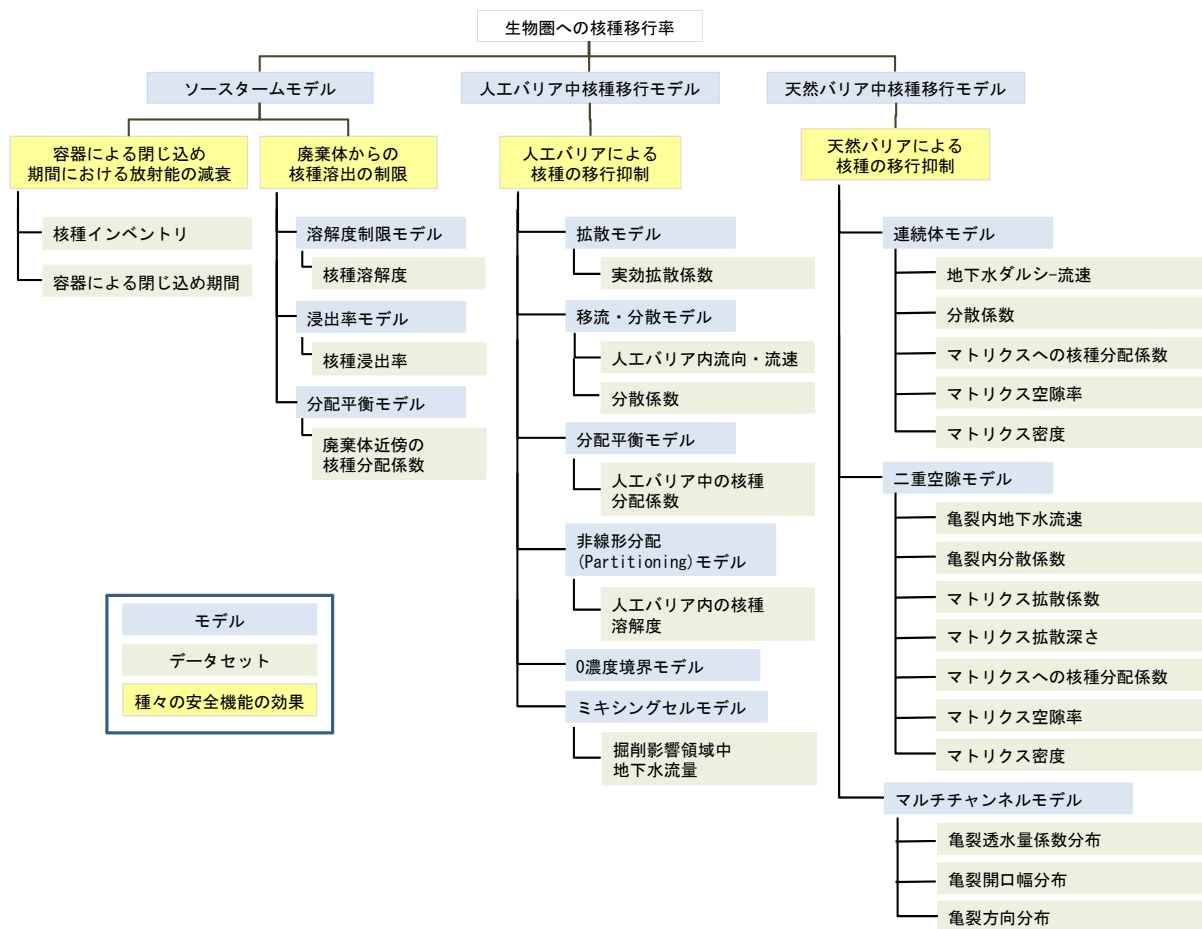 生物圏への核種移行率
ソースタームモデル
人工バリア中核種移行モデル
天然バリア中核種移行モデル
容器による閉じ込め
期間における放射能の減衰
核種インベントリ
容器による閉じ込め期間
廃棄体からの
核種溶出の制限
溶解度制限モデル
核種溶解度
浸出率モデル
核種浸出率
分配平衡モデル
廃棄体近傍の
核種分配係数
人工バリアによる
核種の移行抑制
拡散モデル
実効拡散係数
移流・分散モデル
人工バリア内流向・流速
分散係数
分配平衡モデル
人工バリア中の核種
分配係数
非線形分配
(Partitioning)モデル
人工バリア内の核種
溶解度
0濃度境界モデル
ミキシングセルモデル
掘削影響領域中
地下水流量
天然バリアによる
核種の移行抑制
連続体モデル
地下水ダルシｰ流速
分散係数
マトリクスへの核種分配係数
マトリクス空隙率
マトリクス密度
二重空隙モデル
亀裂内地下水流速
亀裂内分散係数
マトリクス拡散係数
マトリクス拡散深さ
マトリクスへの核種分配係数
マトリクス空隙率
マトリクス密度
マルチチャンネルモデル
亀裂透水量係数分布
亀裂開口幅分布
亀裂方向分布
モデル
データセット
種々の安全機能の効果